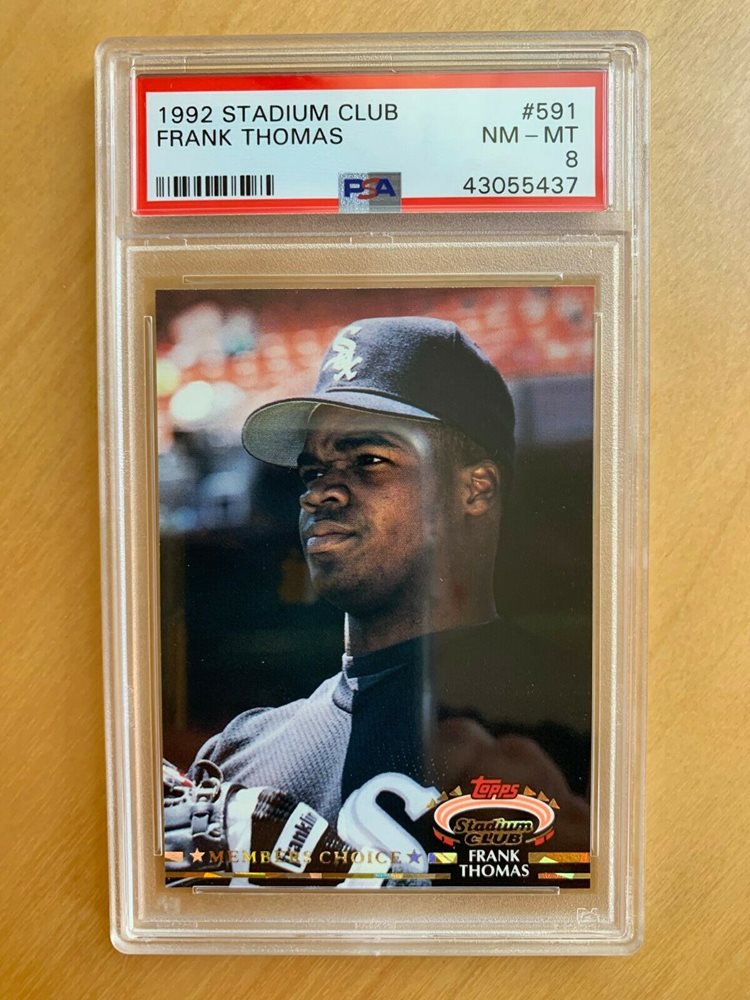 1992 STADIUM CLUB #591
FRANK THOMAS NM – MT
8
PSA 43055437
Sox
Franklin
S
Topps
Stadium
CLUB
★ MEMBERS CHOICE ★ FRANK
THOMAS